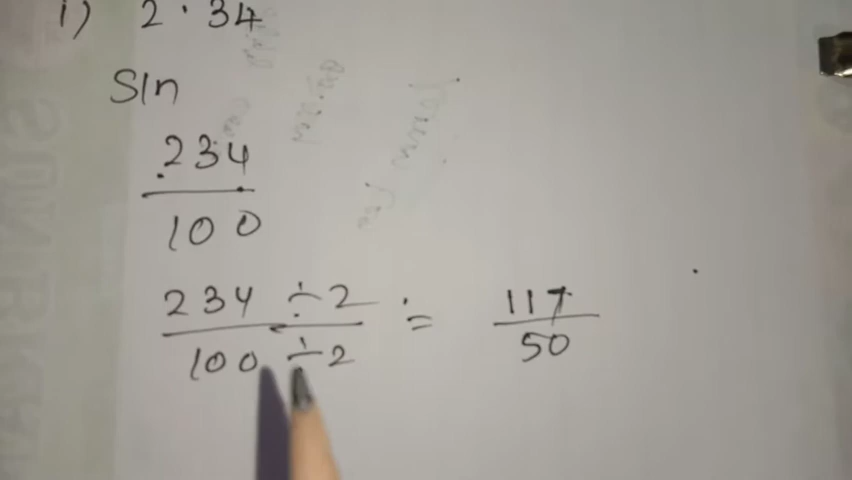 i) 2.34
Sln
234
100
234 ÷2 = 117
100 ÷2 50